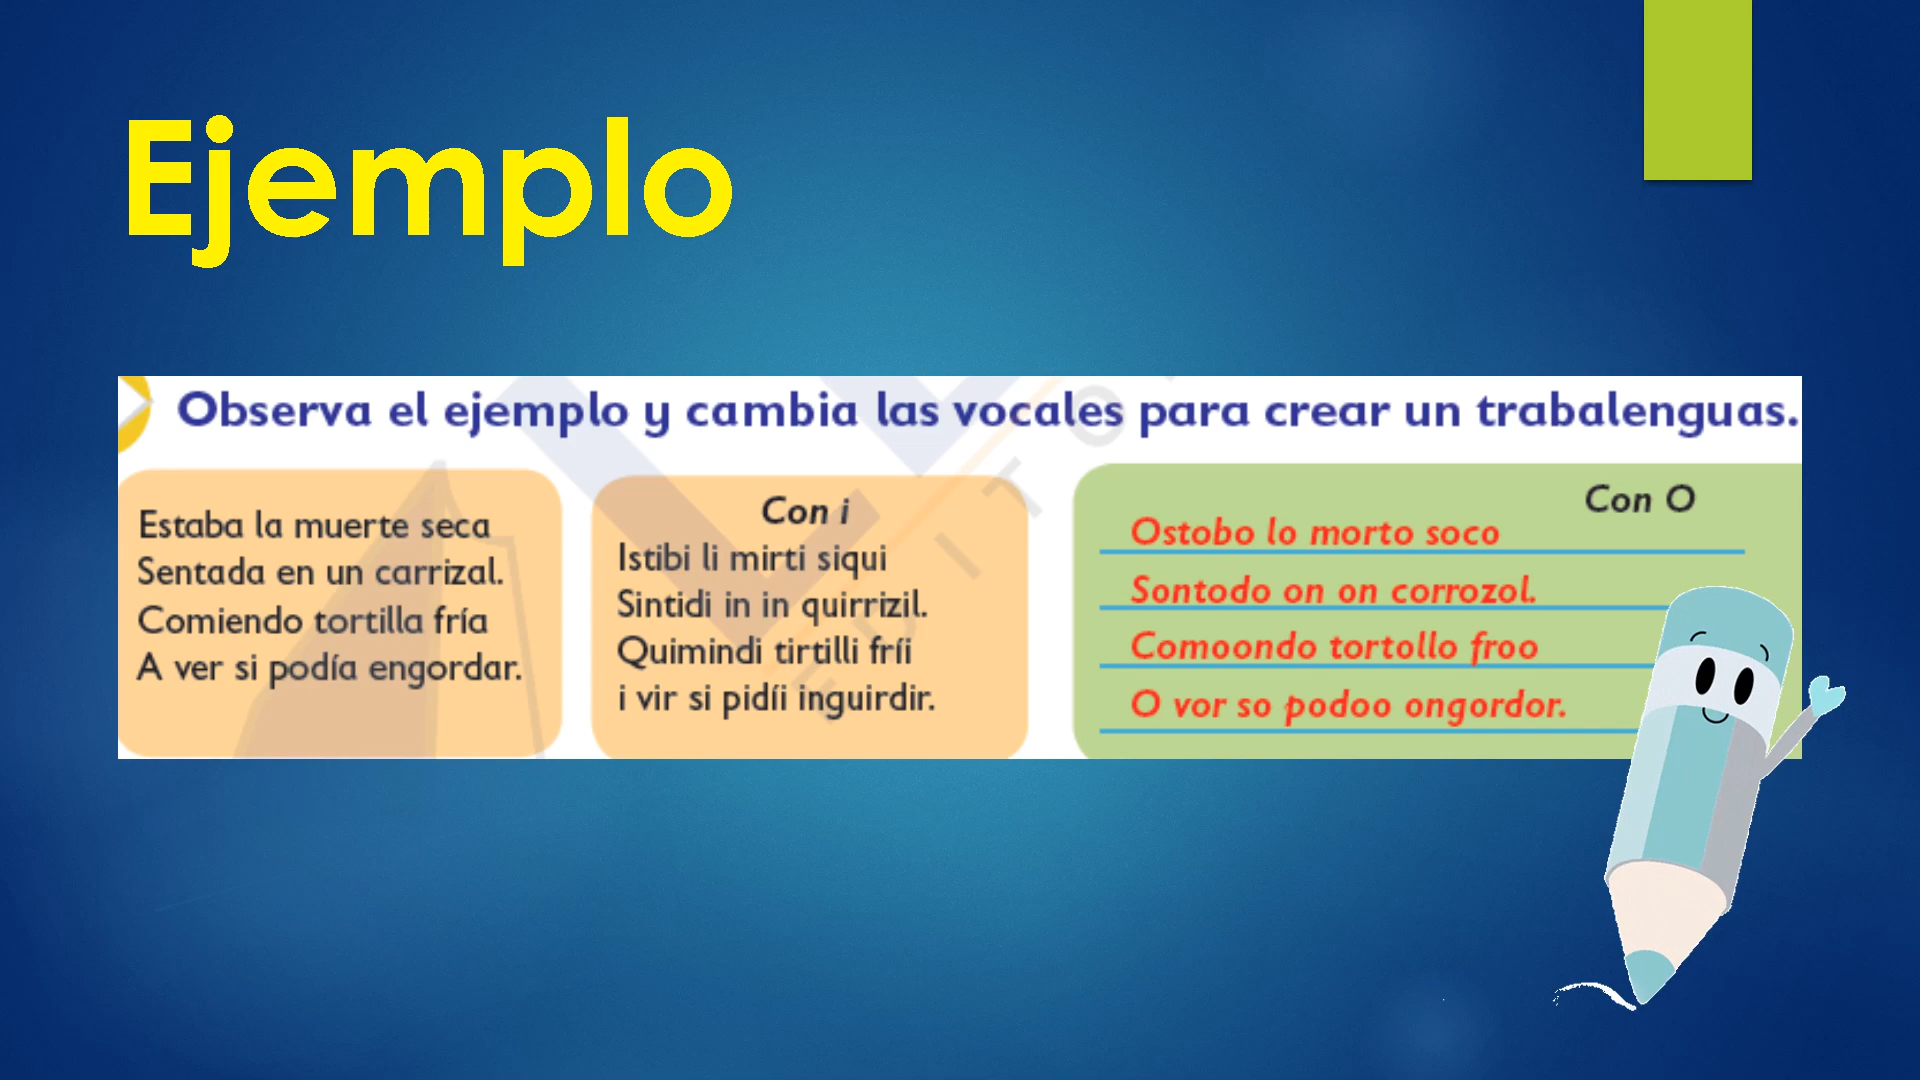 Ejemplo
Observa el ejemplo y cambia las vocales para crear un trabalenguas.
Estaba la muerte seca
Sentada en un carrizal.
Comiendo tortilla fría
A ver si podía engordar.
Con i
Istibi li mirti siqui
Sintidi in in quirrizil.
Quimindi tirtilli fríi
i vir si pidíi inguirdir.
Con O
Ostobo lo morto soco
Sontodo on on corrozol.
Comoondo tortollo froo
O vor so podoo ongordor.